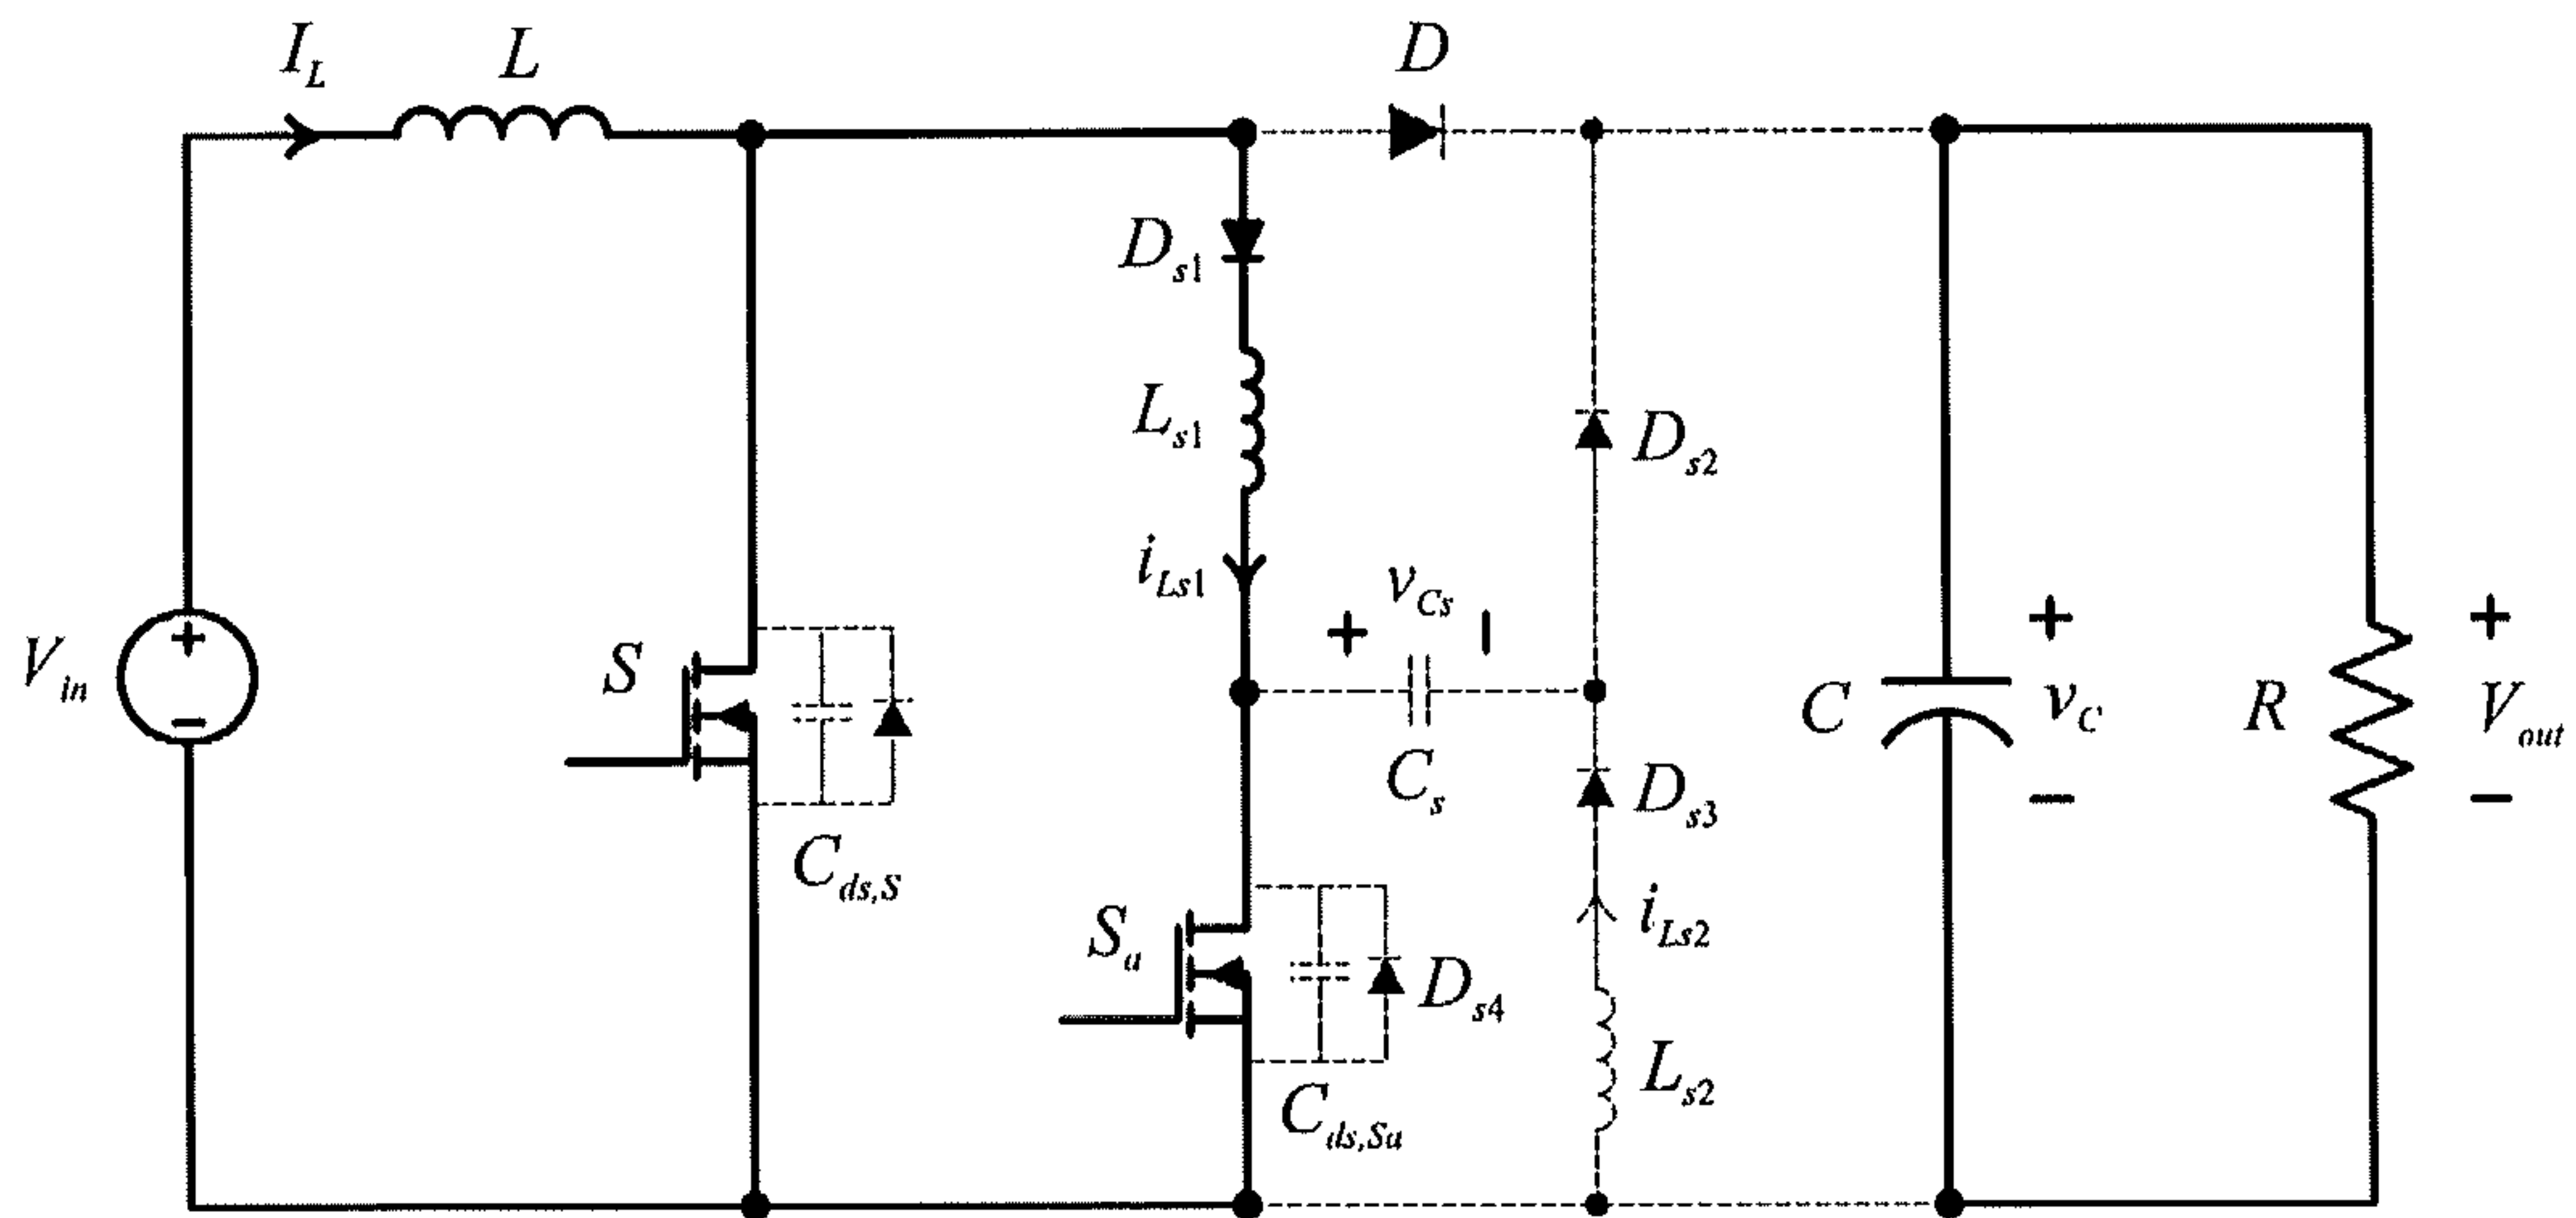 I_L
L
D
D_s1
L_s1
i_Ls1
+ v_Cs −
C_s
D_s2
D_s3
i_Ls2
L_s2
V_in
+
−
S
C_ds,S
S_a
D_s4
C_ds,Sa
C
+
v_C
−
R
+
V_out
−